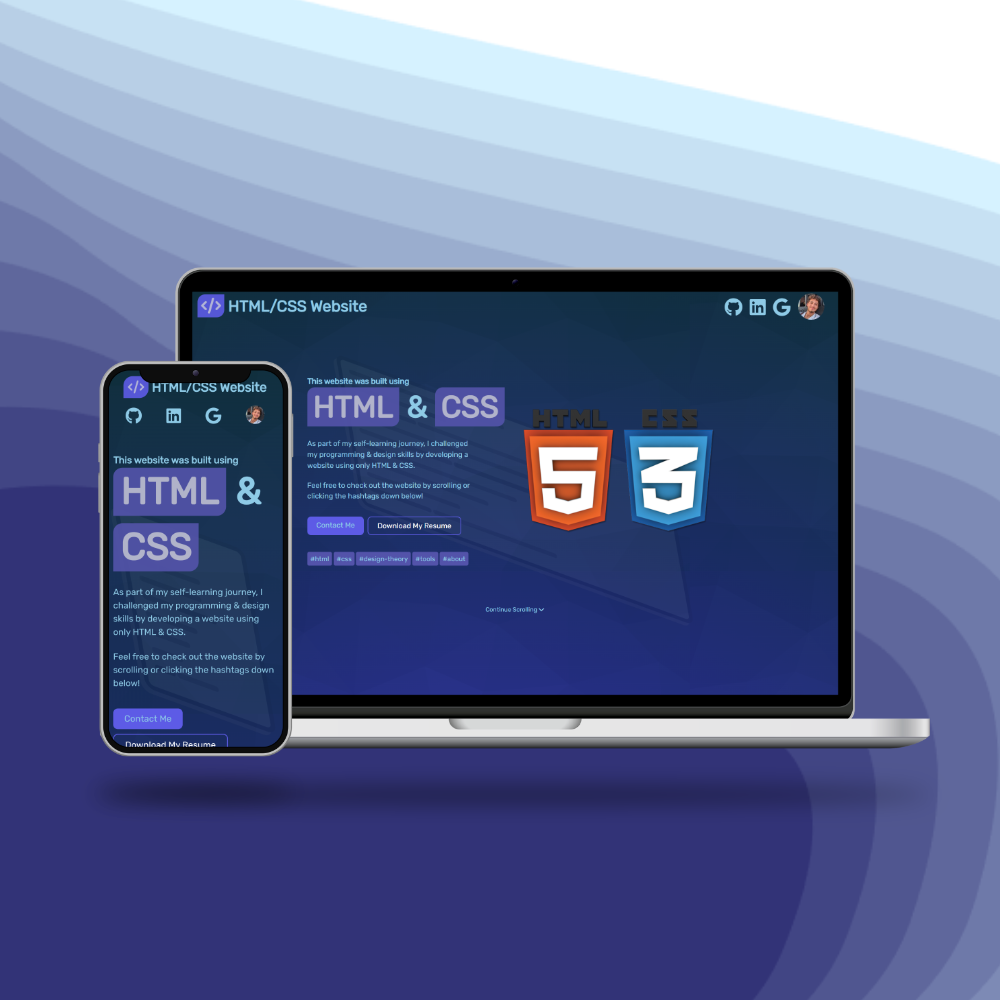 </> HTML/CSS Website
This website was built using
HTML & CSS
As part of my self-learning journey, I challenged
my programming & design skills by developing a
website using only HTML & CSS.
Feel free to check out the website by scrolling or
clicking the hashtags down below!
Contact Me Download My Resume
#html #css #design-theory #tools #about
Continue Scrolling
HTML CSS
5 3
</> HTML/CSS Website
This website was built using
HTML &
CSS
As part of my self-learning journey, I
challenged my programming & design
skills by developing a website using
only HTML & CSS.
Feel free to check out the website by
scrolling or clicking the hashtags down
below!
Contact Me
Download My Resume